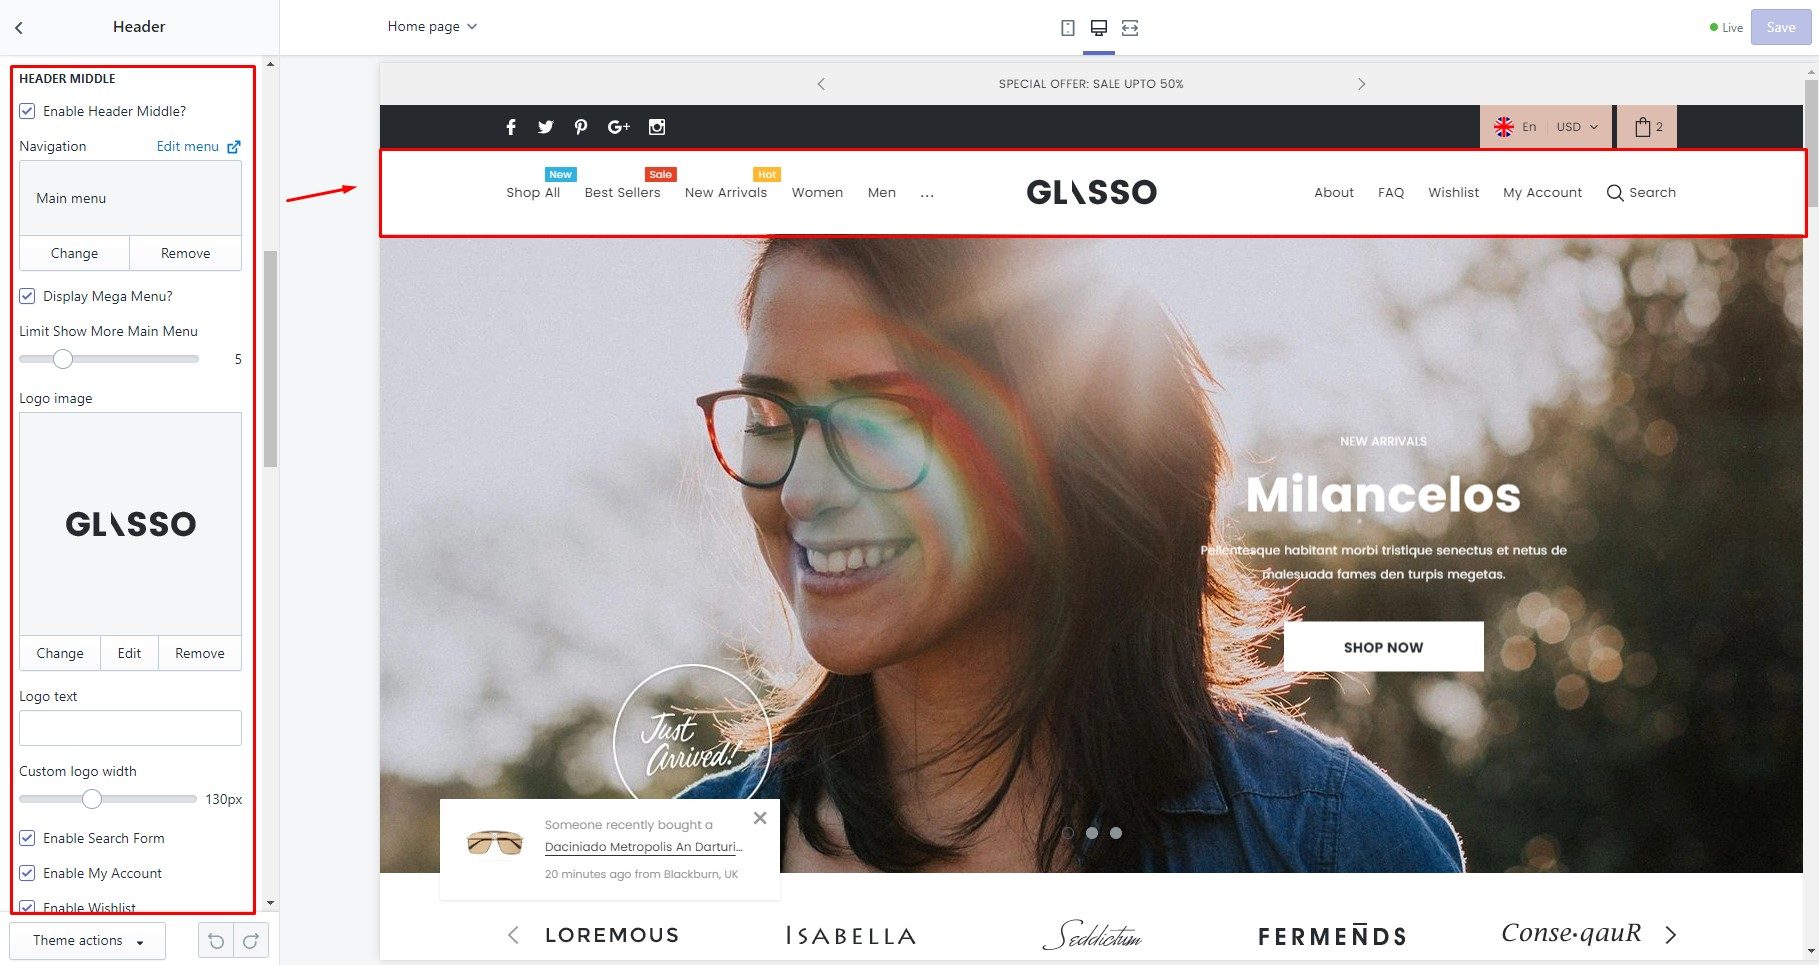 Header
Home page
Live
Save
HEADER MIDDLE
Enable Header Middle?
Navigation
Edit menu
Main menu
Change
Remove
Display Mega Menu?
Limit Show More Main Menu
5
Logo image
GLASSO
Change
Edit
Remove
Logo text
Custom logo width
130px
Enable Search Form
Enable My Account
Enable Wishlist
Theme actions
SPECIAL OFFER: SALE UPTO 50%
En
USD
2
New
Sale
Hot
Shop All
Best Sellers
New Arrivals
Women
Men
...
GLASSO
About
FAQ
Wishlist
My Account
Search
NEW ARRIVALS
Milancelos
Pellentesque habitant morbi tristique senectus et netus de
malesuada fames den turpis megetas.
SHOP NOW
Just
Arrived!
Someone recently bought a
Daciniado Metropolis An Darturi...
20 minutes ago from Blackburn, UK
LOREMOUS
ISABELLA
Seddictum
FERMEÑDS
Conse·qauR